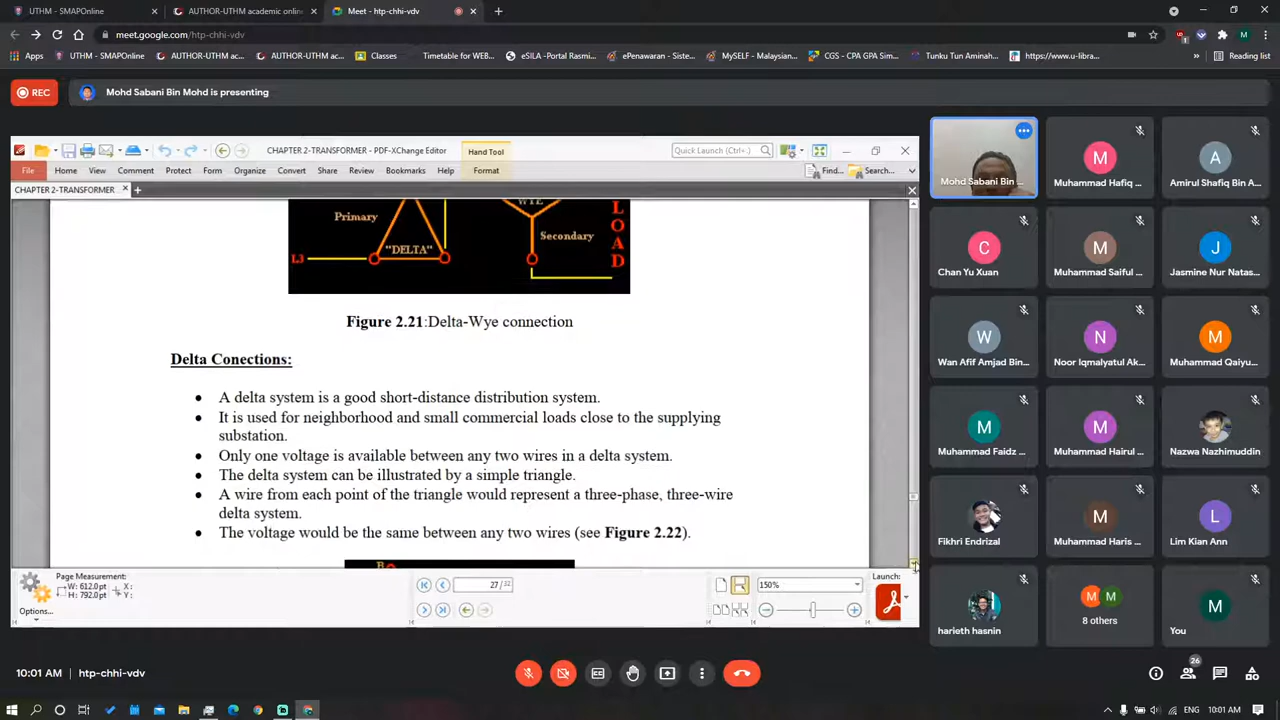 UTHM - SMAPOnline
AUTHOR-UTHM academic onlin
Meet - htp-chhi-vdv
meet.google.com/htp-chhi-vdv
Apps
UTHM - SMAPOnline
AUTHOR-UTHM ac...
AUTHOR-UTHM ac...
Classes
Timetable for WEB...
eSILA -Portal Rasmi...
ePenawaran - Siste...
MySELF - Malaysian...
CGS - CPA GPA Sim...
Tunku Tun Aminah...
https://www.u-libra...
Reading list
REC
Mohd Sabani Bin Mohd is presenting
CHAPTER 2-TRANSFORMER - PDF-XChange Editor
Hand Tool
Quick Launch (Ctrl+.)
File
Home
View
Comment
Protect
Form
Organize
Convert
Share
Review
Bookmarks
Help
Format
Find...
Search...
CHAPTER 2-TRANSFORMER
Primary
"DELTA"
L3
WYE
Secondary
L
O
A
D
Figure 2.21:Delta-Wye connection
Delta Conections:
• A delta system is a good short-distance distribution system.
• It is used for neighborhood and small commercial loads close to the supplying
substation.
• Only one voltage is available between any two wires in a delta system.
• The delta system can be illustrated by a simple triangle.
• A wire from each point of the triangle would represent a three-phase, three-wire
delta system.
• The voltage would be the same between any two wires (see Figure 2.22).
B
Options...
Page Measurement:
W: 612.0pt
H: 792.0pt
X:
Y:
27 / 32
150%
Launch:
Mohd Sabani Bin ...
Muhammad Hafiq ...
Amirul Shafiq Bin A...
Chan Yu Xuan
Muhammad Saiful ...
Jasmine Nur Natas...
Wan Afif Amjad Bin...
Noor Iqmalyatul Ak...
Muhammad Qaiyu...
Muhammad Faidz ...
Muhammad Hairul ...
Nazwa Nazhimuddin
Fikhri Endrizal
Muhammad Haris ...
Lim Kian Ann
harieth hasnin
8 others
You
10:01 AM
htp-chhi-vdv
26
ENG
10:01 AM